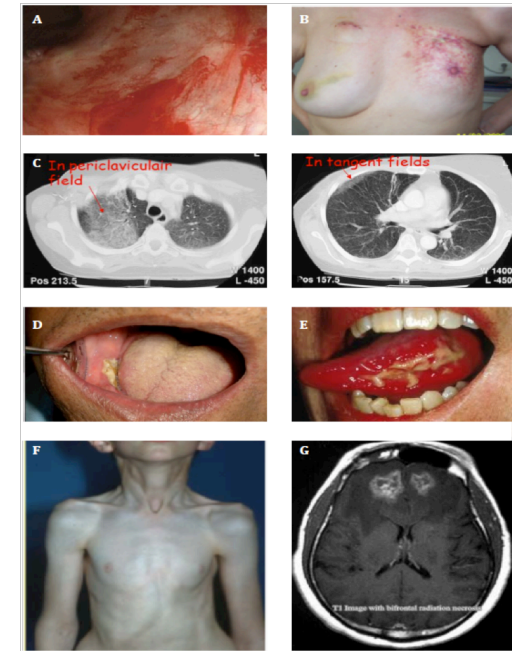 A
B
C
In periclaviculair
field
Pos 213.5
1400
L -450
In tangent fields
Pos 157.5
1400
L -450
D
E
F
G
T1 Image with bifrontal radiation necrosis